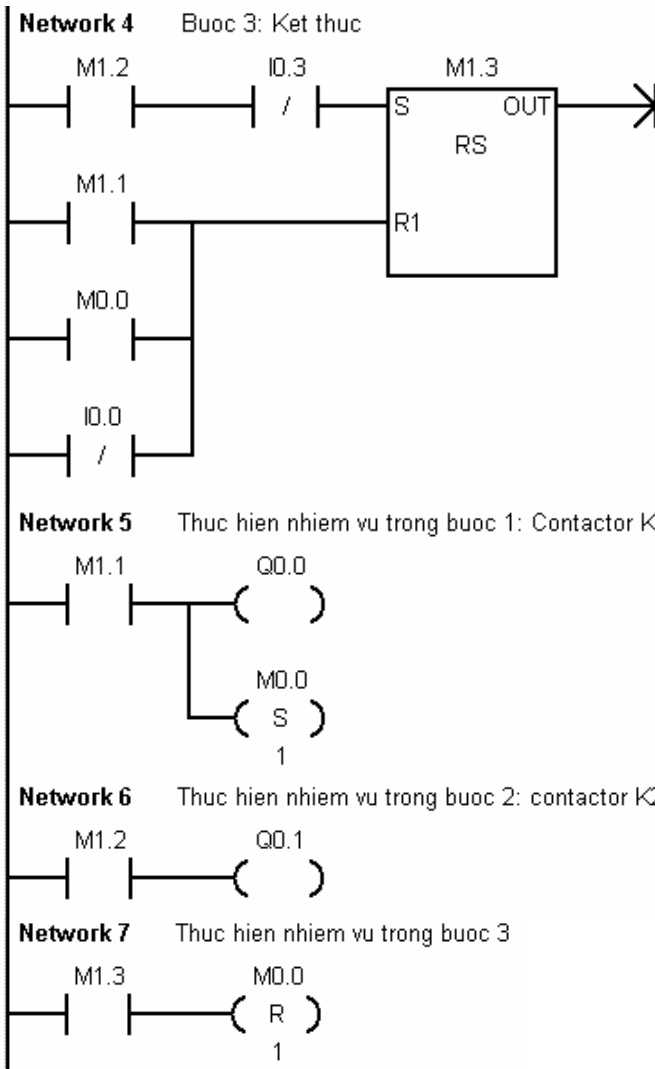 Network 4 Buoc 3: Ket thuc
M1.2 I0.3 M1.3
/ S OUT
RS
M1.1
R1
M0.0
I0.0
/
Network 5 Thuc hien nhiem vu trong buoc 1: Contactor
M1.1 Q0.0
M0.0
S
1
Network 6 Thuc hien nhiem vu trong buoc 2: contactor K2
M1.2 Q0.1
Network 7 Thuc hien nhiem vu trong buoc 3
M1.3 M0.0
R
1